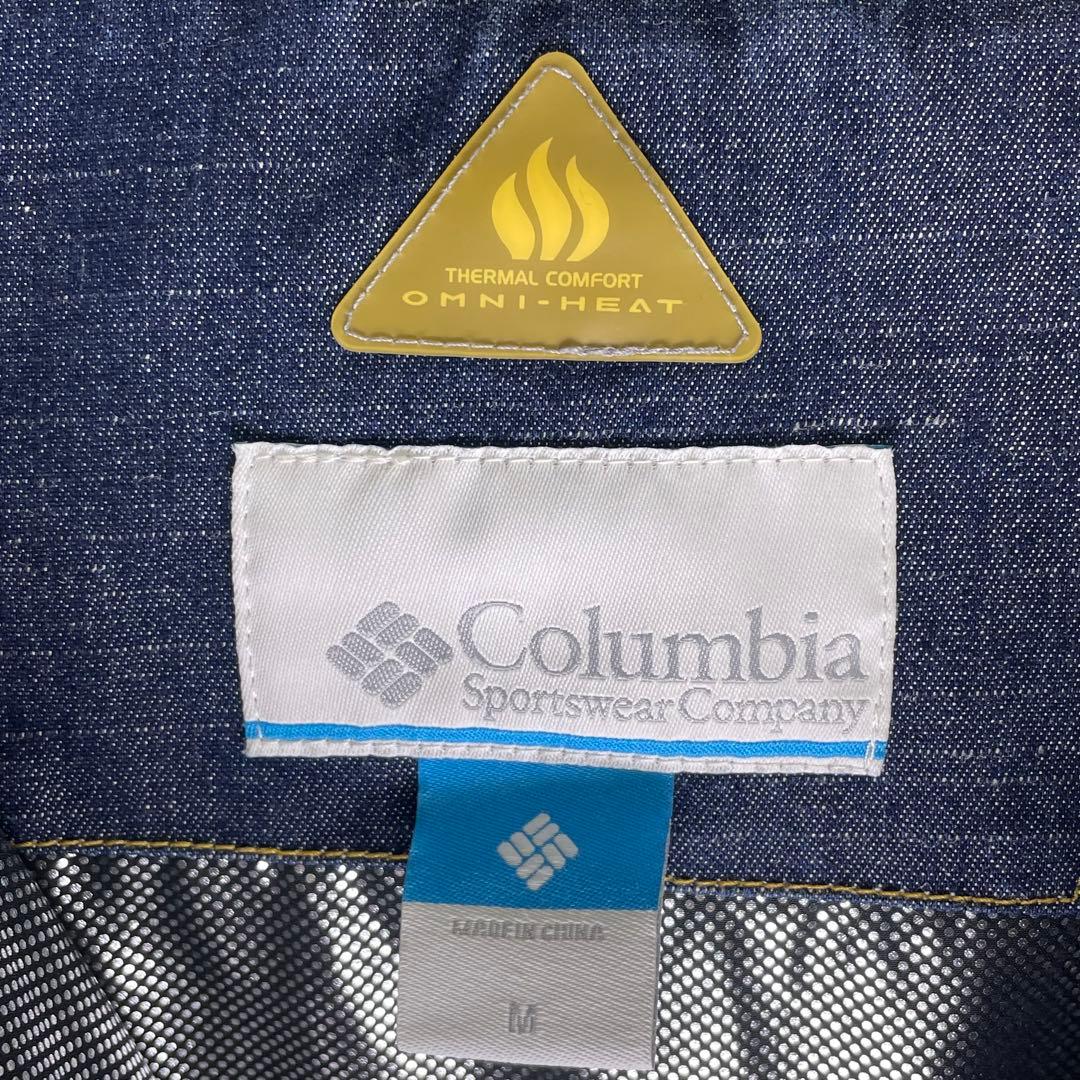 THERMAL COMFORT
OMNI-HEAT
Columbia
Sportswear Company
MADE IN CHINA
M